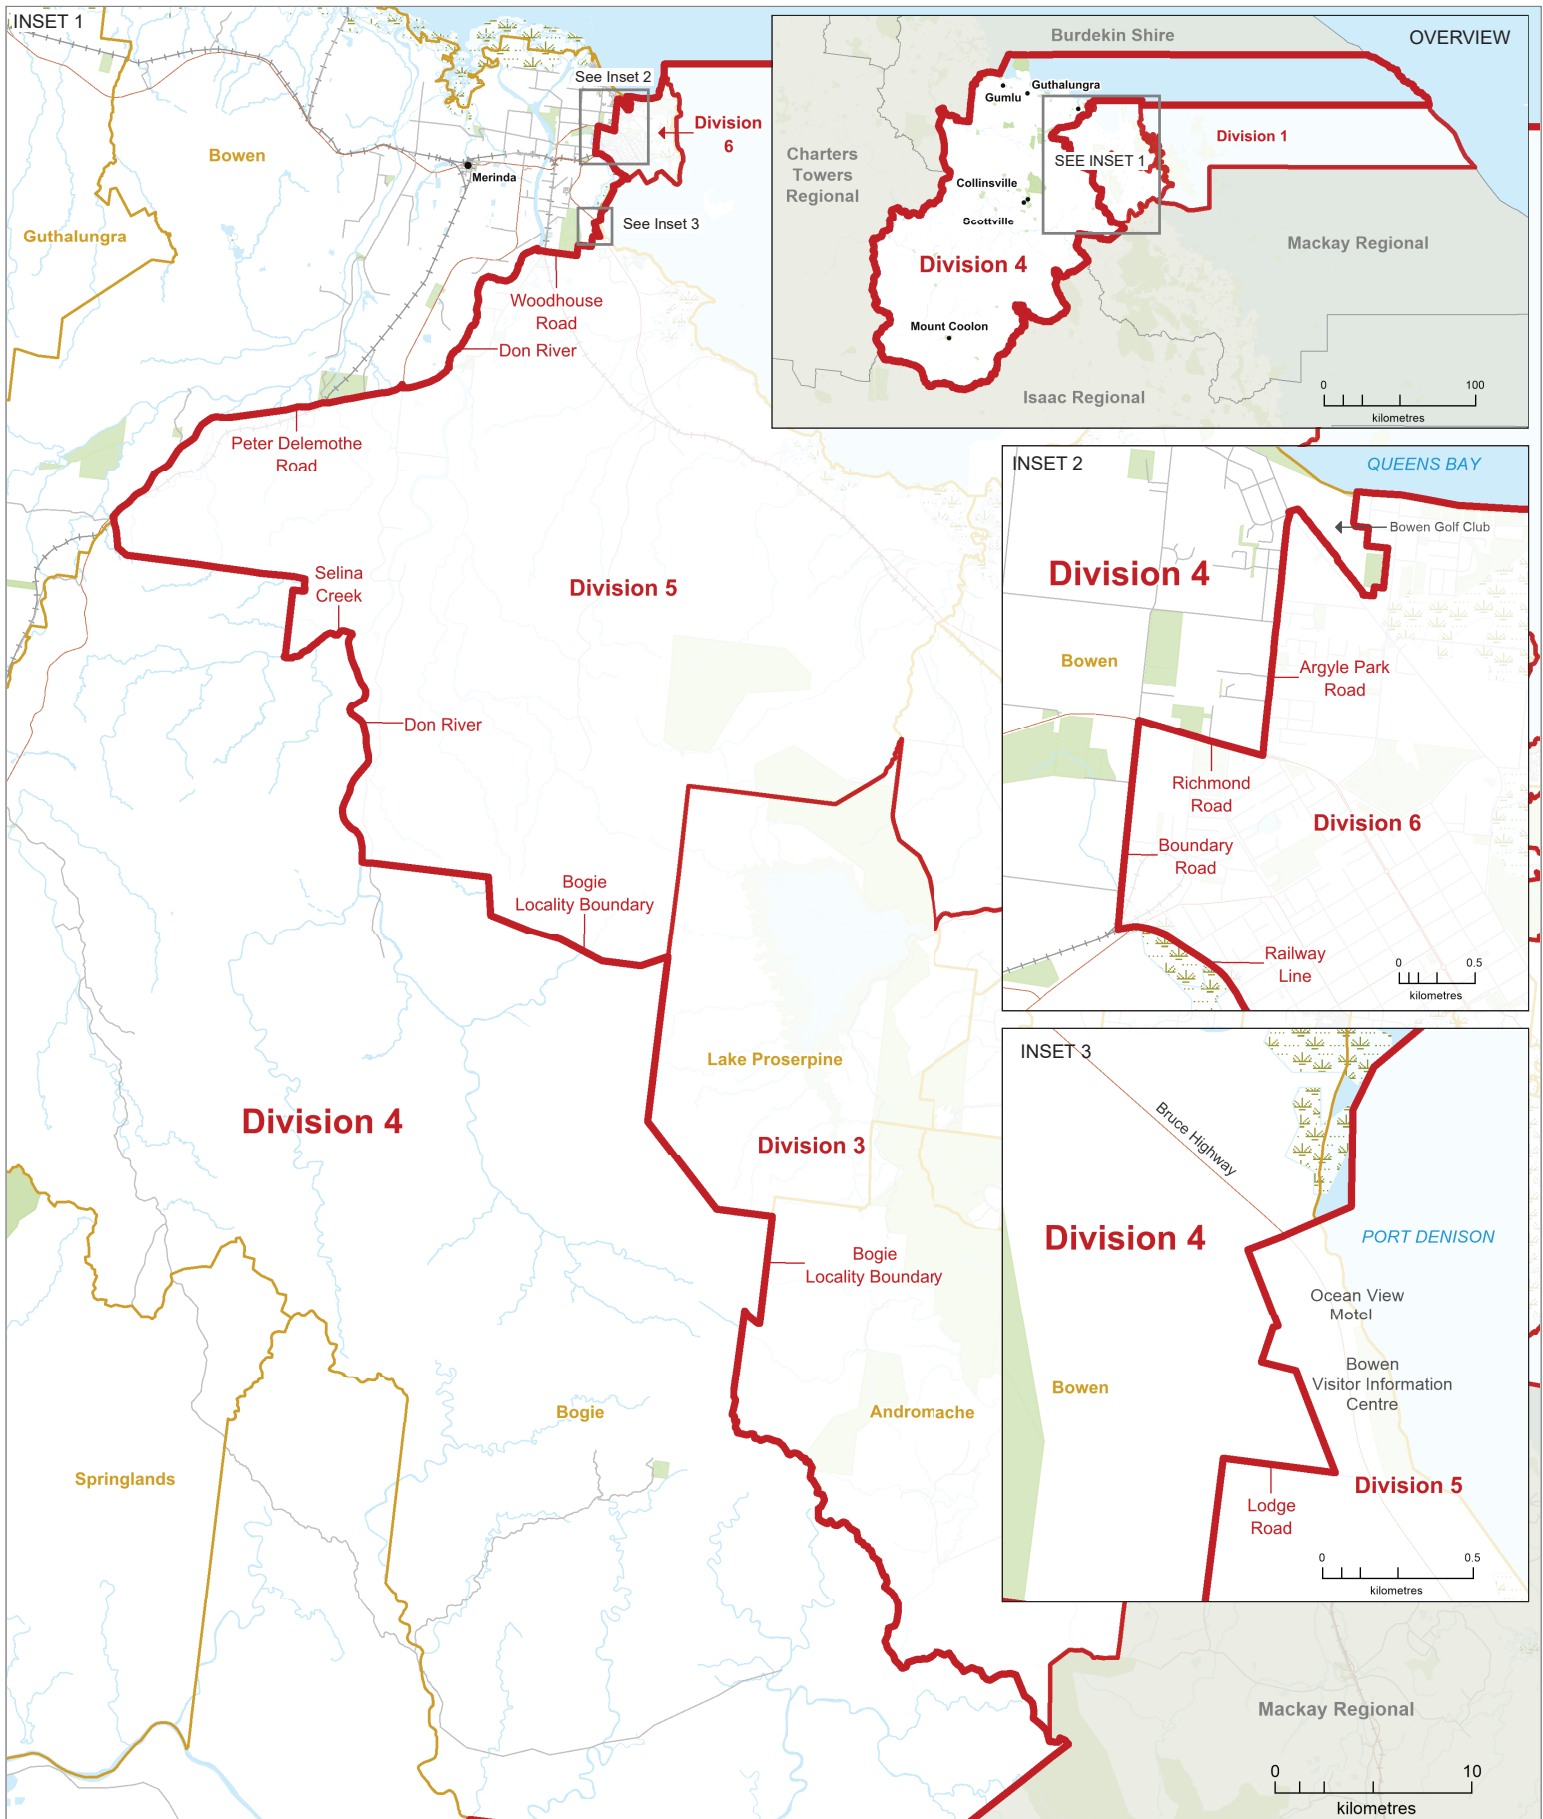 INSET 1
See Inset 2
Division
6
Bowen
Merinda
Guthalungra
See Inset 3
Woodhouse
Road
Don River
Peter Delemothe
Road
Selina
Creek
Division 5
Don River
Bogie
Locality Boundary
Lake Proserpine
Division 4
Division 3
Bogie
Locality Boundary
Bogie
Andromache
Springlands
Mackay Regional
0 10
kilometres
OVERVIEW
Burdekin Shire
Guthalungra
Gumlu
Division 1
Charters
Towers
Regional
SEE INSET 1
Collinsville
Scottville
Mackay Regional
Division 4
Mount Coolon
Isaac Regional
0 100
kilometres
INSET 2
QUEENS BAY
Bowen Golf Club
Division 4
Bowen
Argyle Park
Road
Richmond
Road
Division 6
Boundary
Road
Railway
Line
0 0.5
kilometres
INSET 3
Bruce Highway
Division 4
PORT DENISON
Ocean View
Motel
Bowen
Visitor Information
Centre
Bowen
Division 5
Lodge
Road
0 0.5
kilometres